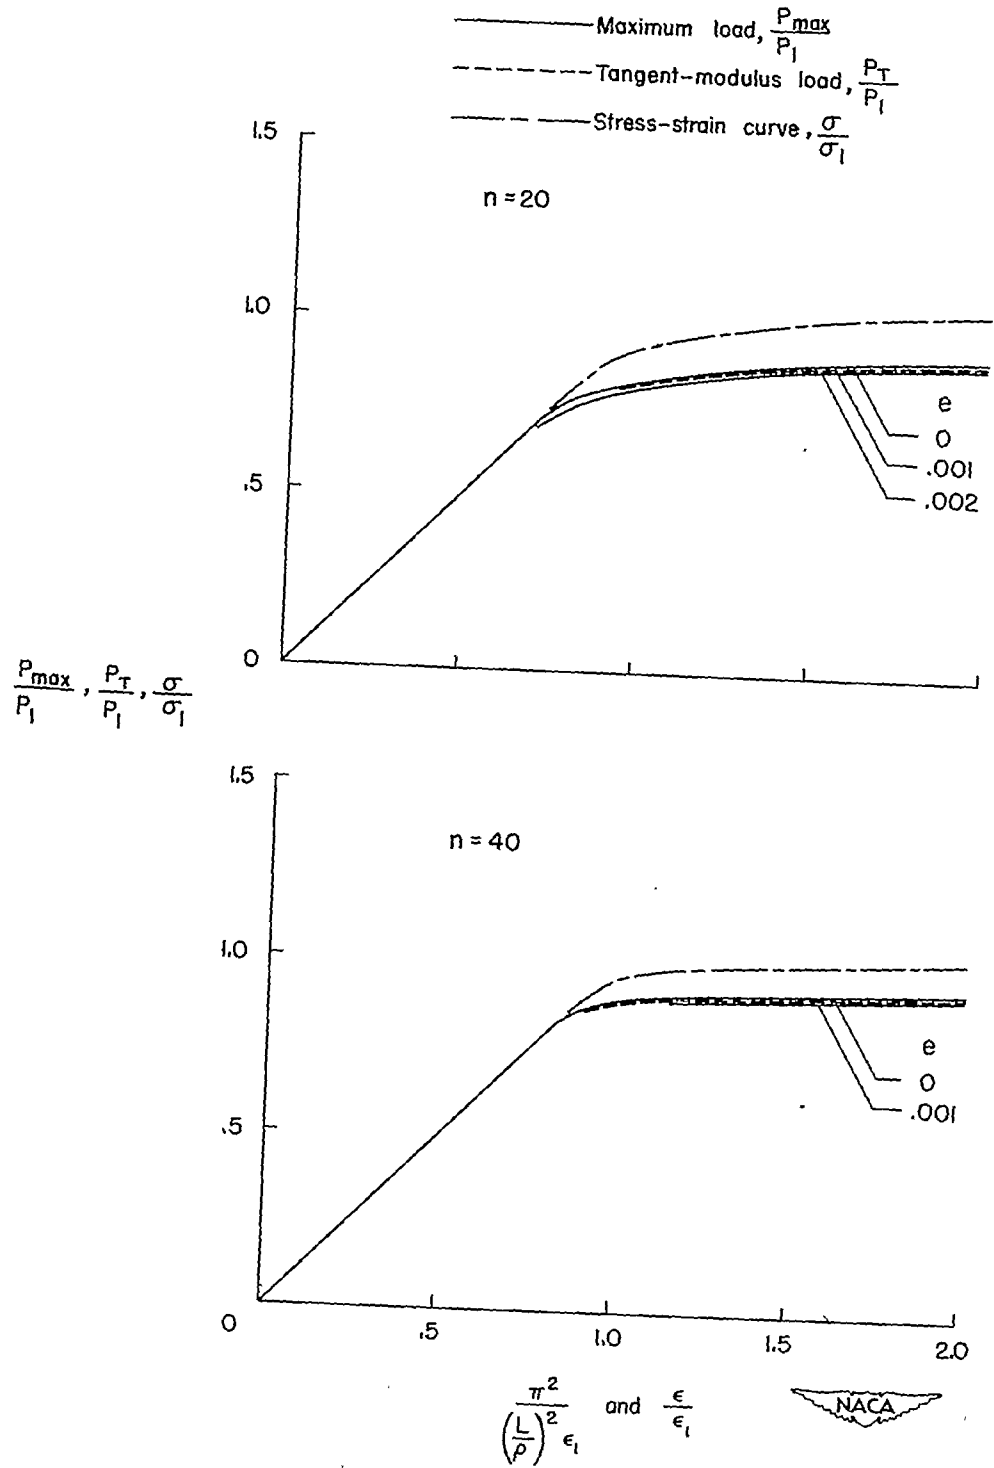 Maximum load, Pmax/P1
Tangent-modulus load, PT/P1
Stress-strain curve, σ/σ1
1.5
n = 20
1.0
e
0
.001
.002
.5
0
Pmax/P1, PT/P1, σ/σ1
1.5
n = 40
1.0
e
0
.001
.5
0
.5
1.0
1.5
2.0
π²/(L/ρ)² ε1 and ε/ε1
NACA